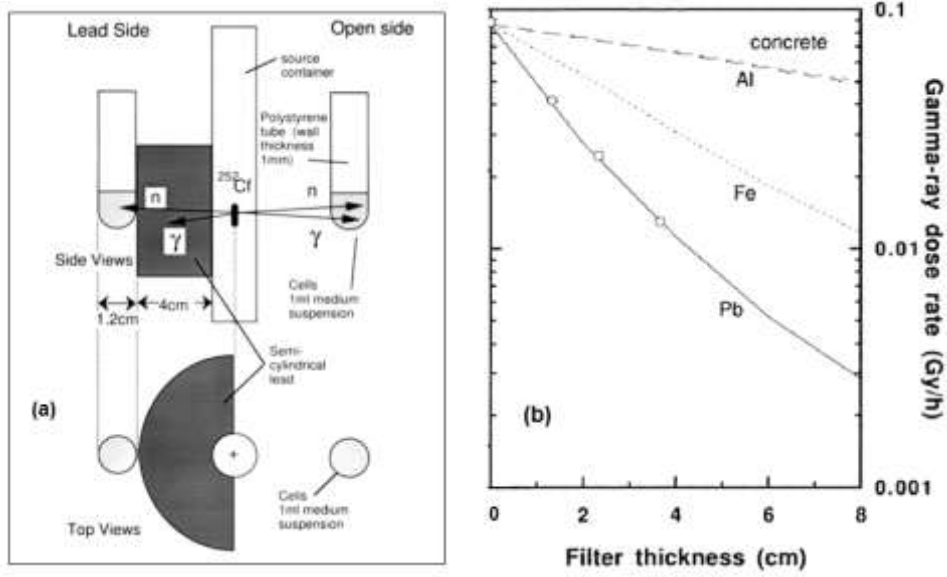 Lead Side
Open side
source
container
Polystyrene
tube (wall
thickness
1mm)
252
Cf
n
n
γ
γ
Side Views
Cells
1ml medium
suspension
1.2cm
4cm
Semi-
cylindrical
lead
(a)
+
Cells
1ml medium
suspension
Top Views
0.1
concrete
Al
Fe
0.01
Pb
(b)
0.001
0
2
4
6
8
Filter thickness (cm)
Gamma-ray dose rate (Gy/h)